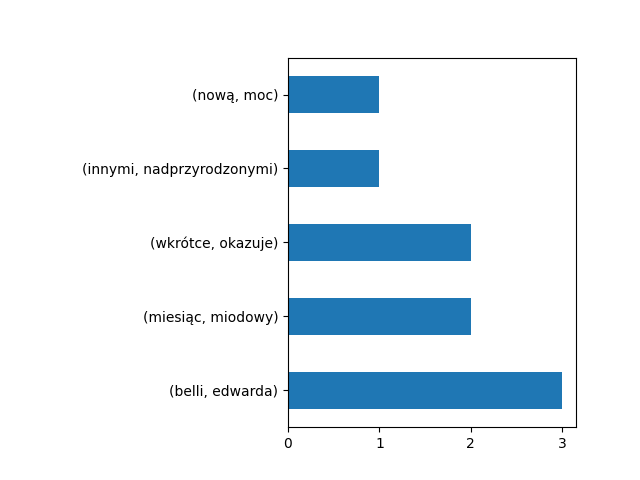 (nową, moc)
(innymi, nadprzyrodzonymi)
(wkrótce, okazuje)
(miesiąc, miodowy)
(belli, edwarda)
0 1 2 3